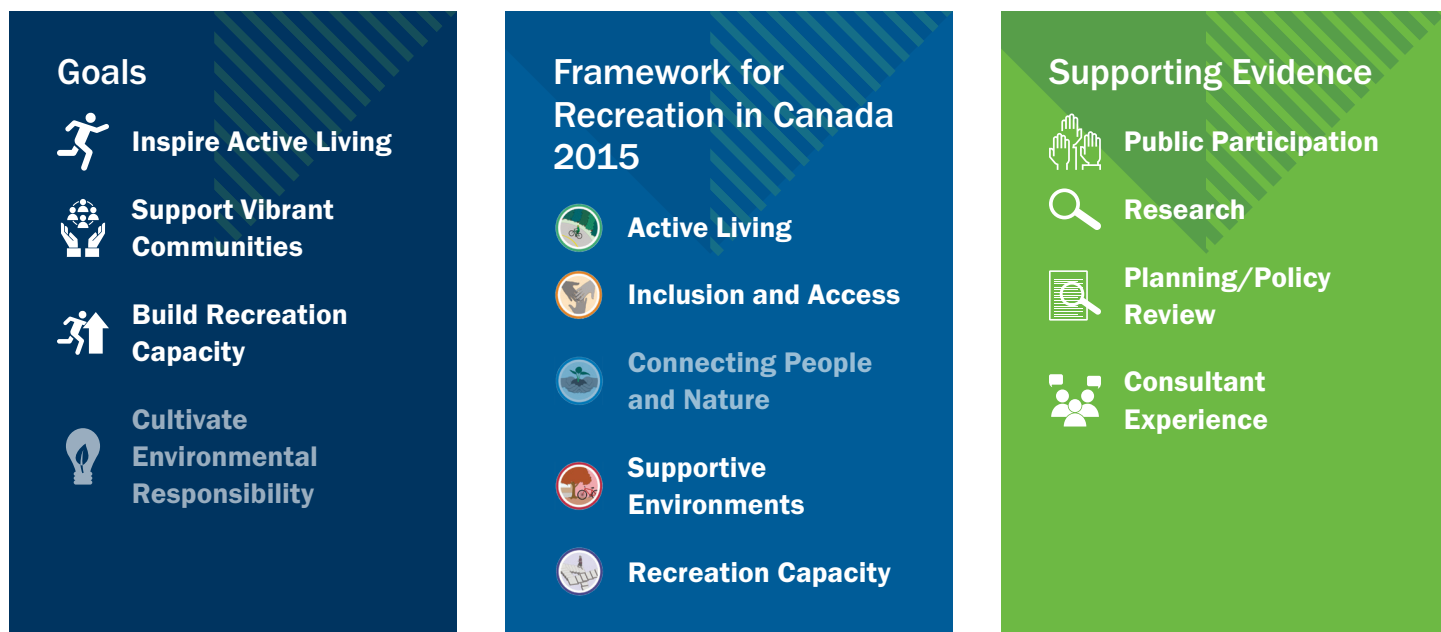 Goals
Inspire Active Living
Support Vibrant
Communities
Build Recreation
Capacity
Cultivate
Environmental
Responsibility
Framework for
Recreation in Canada
2015
Active Living
Inclusion and Access
Connecting People
and Nature
Supportive
Environments
Recreation Capacity
Supporting Evidence
Public Participation
Research
Planning/Policy
Review
Consultant
Experience